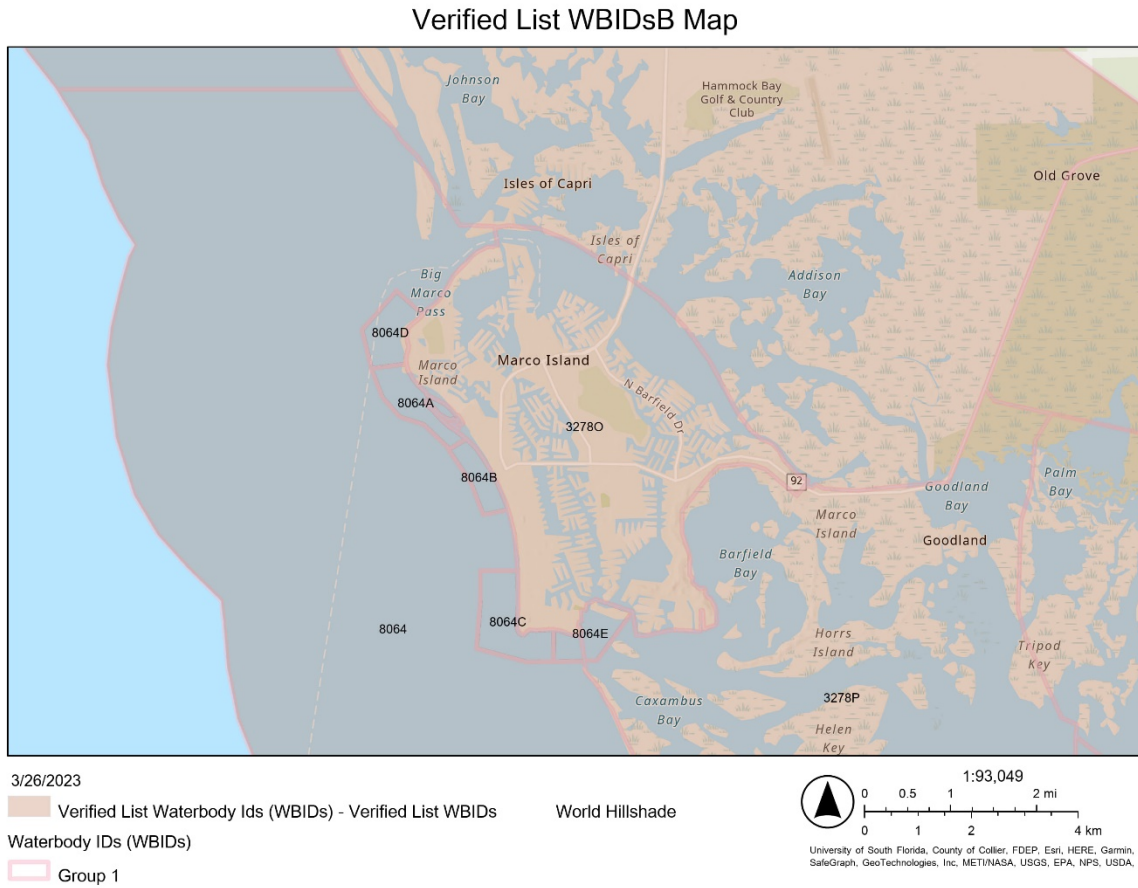 Verified List WBIDsB Map
Johnson
Bay
Hammock Bay
Golf & Country
Club
Old Grove
Isles of Capri
Isles of
Capri
Addison
Bay
Big
Marco
Pass
8064D
Marco Island
Marco
Island
8064A
N Barfield Dr
3278O
8064B
92
Goodland
Bay
Palm
Bay
Marco
Island
Goodland
Barfield
Bay
8064C
8064
8064E
Horrs
Island
Tripod
Key
3278P
Caxambus
Bay
Helen
Key
3/26/2023
Verified List Waterbody Ids (WBIDs) - Verified List WBIDs
World Hillshade
Waterbody IDs (WBIDs)
Group 1
1:93,049
0 0.5 1 2 mi
0 1 2 4 km
University of South Florida, County of Collier, FDEP, Esri, HERE, Garmin,
SafeGraph, GeoTechnologies, Inc, METI/NASA, USGS, EPA, NPS, USDA,